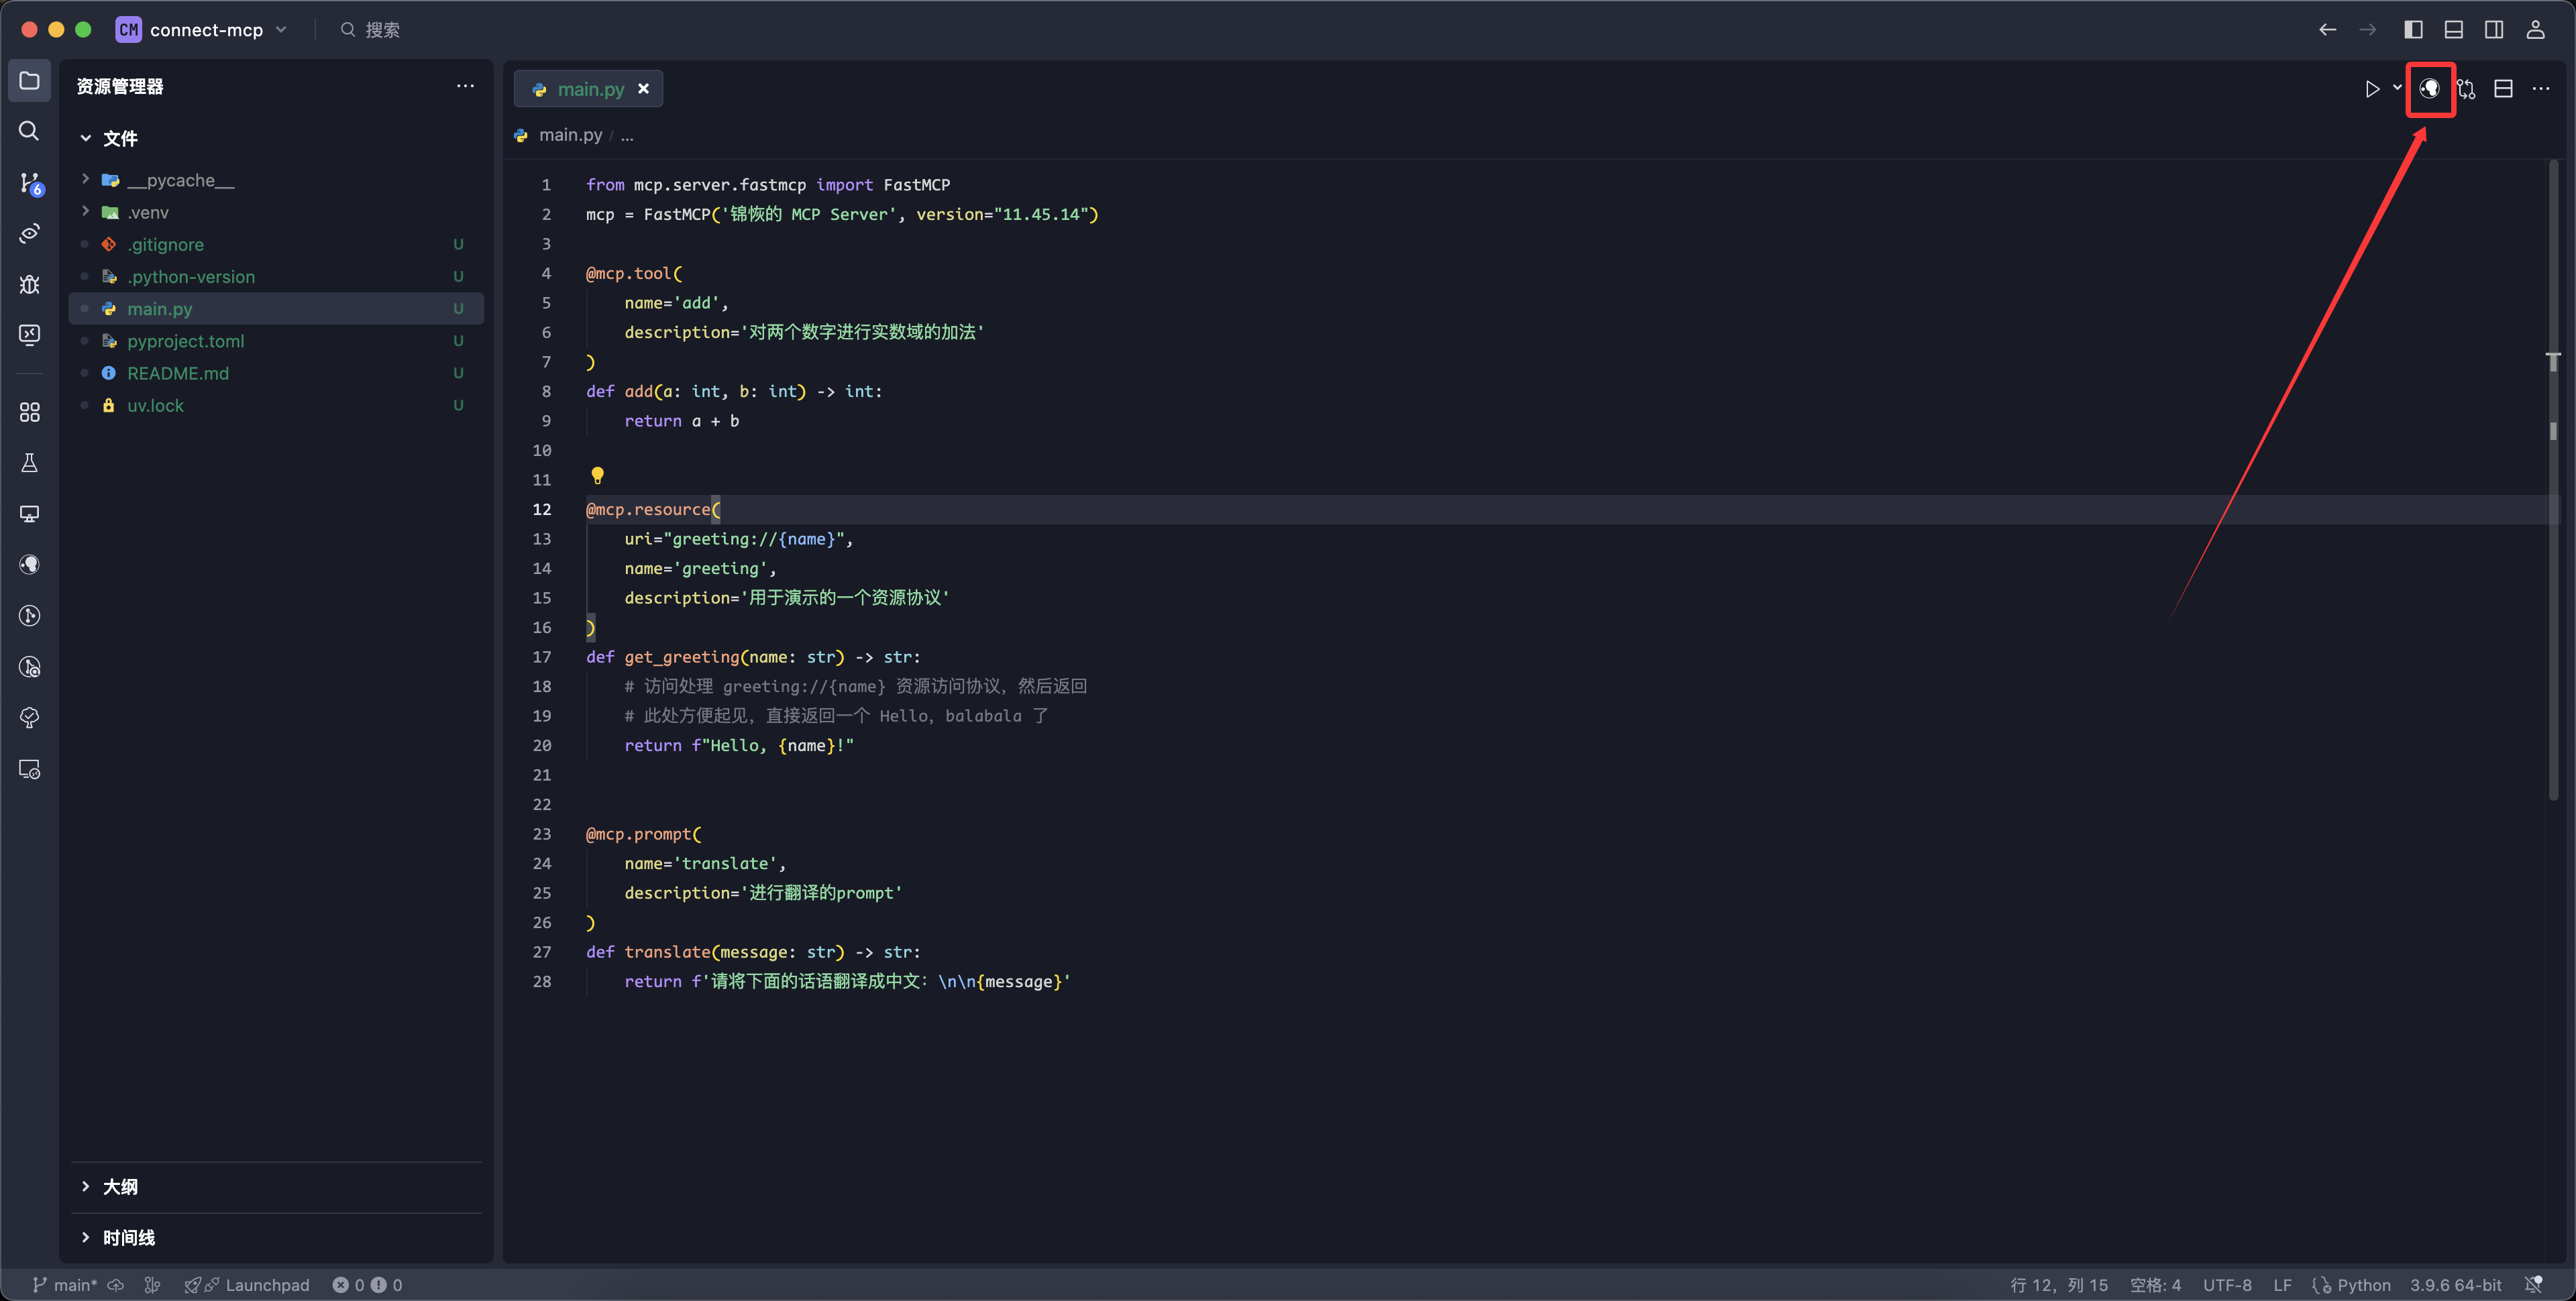 CM connect-mcp 搜索
资源管理器
文件
__pycache__
.venv
.gitignore U
.python-version U
main.py U
pyproject.toml U
README.md U
uv.lock U
大纲
时间线
6
main.py
main.py / ...
1 from mcp.server.fastmcp import FastMCP
2 mcp = FastMCP('锦恢的 MCP Server', version="11.45.14")
3
4 @mcp.tool(
5 name='add',
6 description='对两个数字进行实数域的加法'
7 )
8 def add(a: int, b: int) -> int:
9 return a + b
10
11
12 @mcp.resource(
13 uri="greeting://{name}",
14 name='greeting',
15 description='用于演示的一个资源协议'
16 )
17 def get_greeting(name: str) -> str:
18 # 访问处理 greeting://{name} 资源访问协议，然后返回
19 # 此处方便起见，直接返回一个 Hello，balabala 了
20 return f"Hello, {name}!"
21
22
23 @mcp.prompt(
24 name='translate',
25 description='进行翻译的prompt'
26 )
27 def translate(message: str) -> str:
28 return f'请将下面的话语翻译成中文：\n\n{message}'
main* Launchpad 0 0 行 12，列 15 空格: 4 UTF-8 LF Python 3.9.6 64-bit